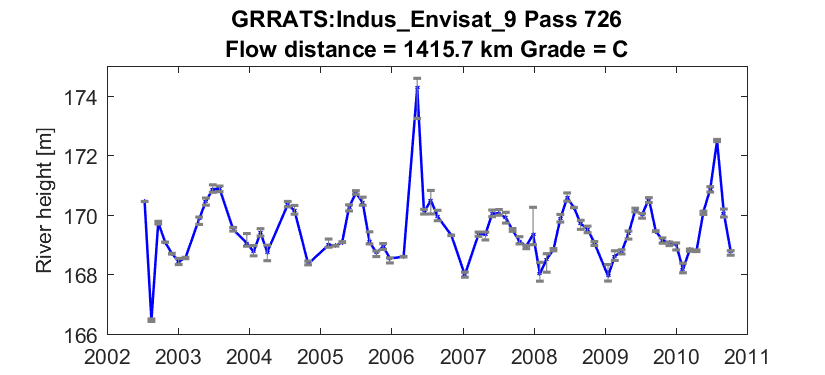 GRRATS:Indus_Envisat_9 Pass 726
Flow distance = 1415.7 km Grade = C
River height [m]
174
172
170
168
166
2002 2003 2004 2005 2006 2007 2008 2009 2010 2011